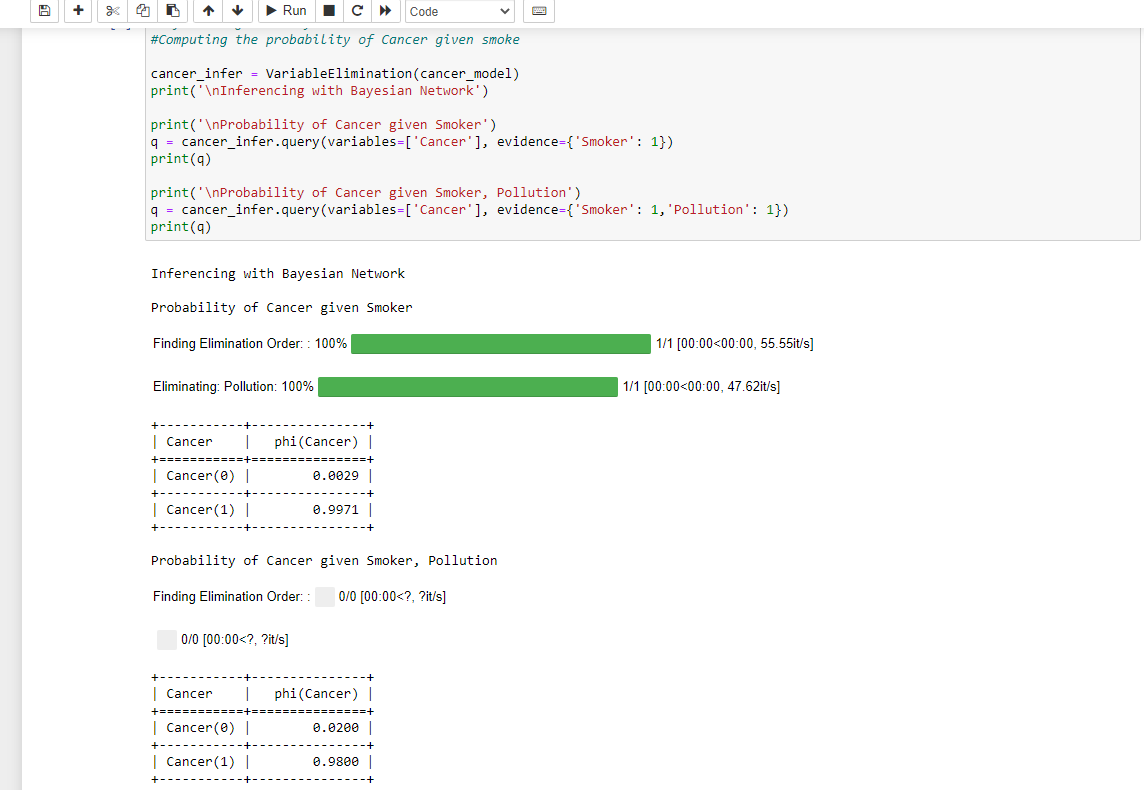 Run
Code
#Computing the probability of Cancer given smoke
cancer_infer = VariableElimination(cancer_model)
print('\nInferencing with Bayesian Network')
print('\nProbability of Cancer given Smoker')
q = cancer_infer.query(variables=['Cancer'], evidence={'Smoker': 1})
print(q)
print('\nProbability of Cancer given Smoker, Pollution')
q = cancer_infer.query(variables=['Cancer'], evidence={'Smoker': 1,'Pollution': 1})
print(q)
Inferencing with Bayesian Network
Probability of Cancer given Smoker
Finding Elimination Order: : 100% 1/1 [00:00<00:00, 55.55it/s]
Eliminating: Pollution: 100% 1/1 [00:00<00:00, 47.62it/s]
+-----------+---------------+
| Cancer    |   phi(Cancer) |
+===========+===============+
| Cancer(0) |        0.0029 |
+-----------+---------------+
| Cancer(1) |        0.9971 |
+-----------+---------------+
Probability of Cancer given Smoker, Pollution
Finding Elimination Order: : 0/0 [00:00<?, ?it/s]
0/0 [00:00<?, ?it/s]
+-----------+---------------+
| Cancer    |   phi(Cancer) |
+===========+===============+
| Cancer(0) |        0.0200 |
+-----------+---------------+
| Cancer(1) |        0.9800 |
+-----------+---------------+